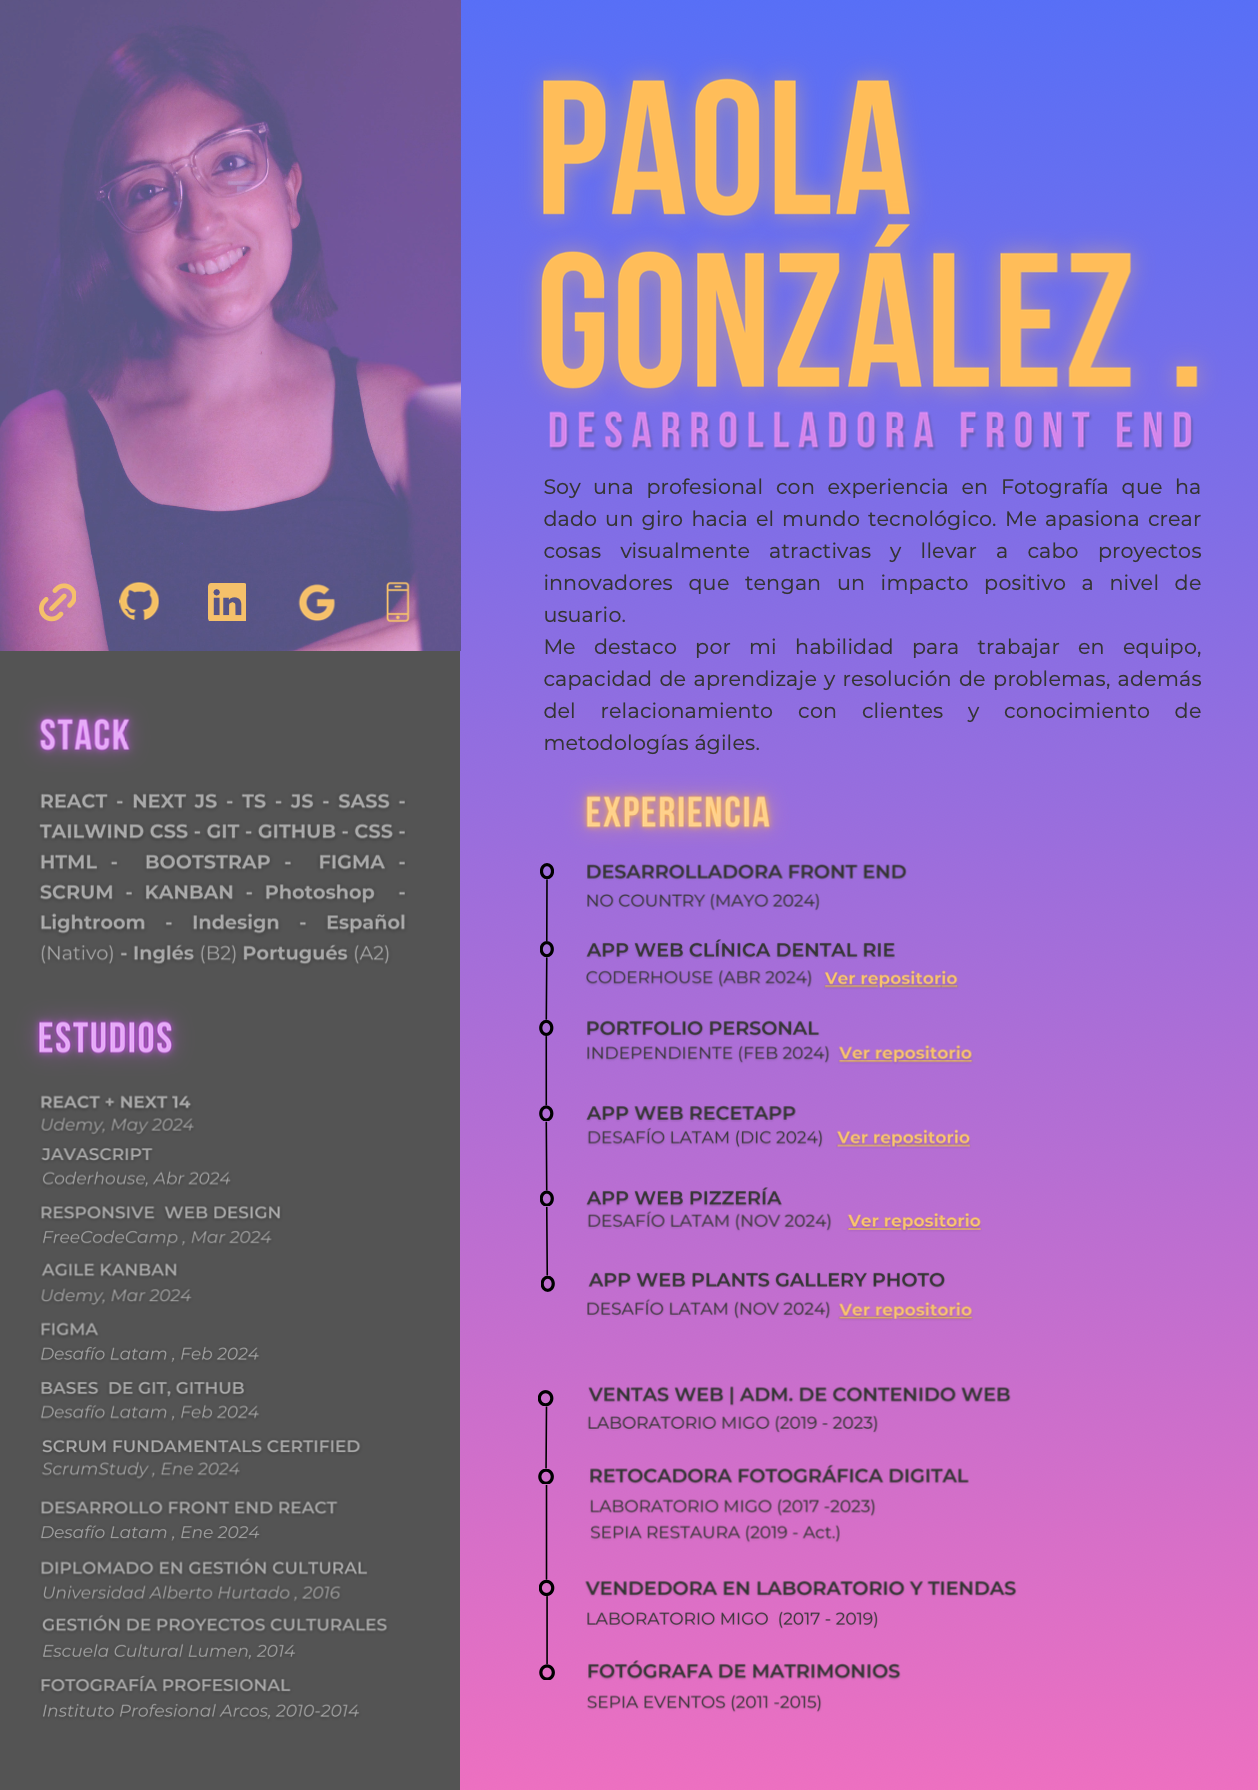 PAOLA
GONZÁLEZ .
DESARROLLADORA FRONT END
Soy una profesional con experiencia en Fotografía que ha
dado un giro hacia el mundo tecnológico. Me apasiona crear
cosas visualmente atractivas y llevar a cabo proyectos
innovadores que tengan un impacto positivo a nivel de
usuario.
Me destaco por mi habilidad para trabajar en equipo,
capacidad de aprendizaje y resolución de problemas, además
del relacionamiento con clientes y conocimiento de
metodologías ágiles.
STACK
REACT - NEXT JS - TS - JS - SASS -
TAILWIND CSS - GIT - GITHUB - CSS -
HTML - BOOTSTRAP - FIGMA -
SCRUM - KANBAN - Photoshop -
Lightroom - Indesign - Español
(Nativo) - Inglés (B2) Portugués (A2)
ESTUDIOS
REACT + NEXT 14
Udemy, May 2024
JAVASCRIPT
Coderhouse, Abr 2024
RESPONSIVE WEB DESIGN
FreeCodeCamp , Mar 2024
AGILE KANBAN
Udemy, Mar 2024
FIGMA
Desafío Latam , Feb 2024
BASES DE GIT, GITHUB
Desafío Latam , Feb 2024
SCRUM FUNDAMENTALS CERTIFIED
ScrumStudy , Ene 2024
DESARROLLO FRONT END REACT
Desafío Latam , Ene 2024
DIPLOMADO EN GESTIÓN CULTURAL
Universidad Alberto Hurtado , 2016
GESTIÓN DE PROYECTOS CULTURALES
Escuela Cultural Lumen, 2014
FOTOGRAFÍA PROFESIONAL
Instituto Profesional Arcos, 2010-2014
EXPERIENCIA
DESARROLLADORA FRONT END
NO COUNTRY (MAYO 2024)
APP WEB CLÍNICA DENTAL RIE
CODERHOUSE (ABR 2024) Ver repositorio
PORTFOLIO PERSONAL
INDEPENDIENTE (FEB 2024) Ver repositorio
APP WEB RECETAPP
DESAFÍO LATAM (DIC 2024) Ver repositorio
APP WEB PIZZERÍA
DESAFÍO LATAM (NOV 2024) Ver repositorio
APP WEB PLANTS GALLERY PHOTO
DESAFÍO LATAM (NOV 2024) Ver repositorio
VENTAS WEB | ADM. DE CONTENIDO WEB
LABORATORIO MIGO (2019 - 2023)
RETOCADORA FOTOGRÁFICA DIGITAL
LABORATORIO MIGO (2017 -2023)
SEPIA RESTAURA (2019 - Act.)
VENDEDORA EN LABORATORIO Y TIENDAS
LABORATORIO MIGO (2017 - 2019)
FOTÓGRAFA DE MATRIMONIOS
SEPIA EVENTOS (2011 -2015)